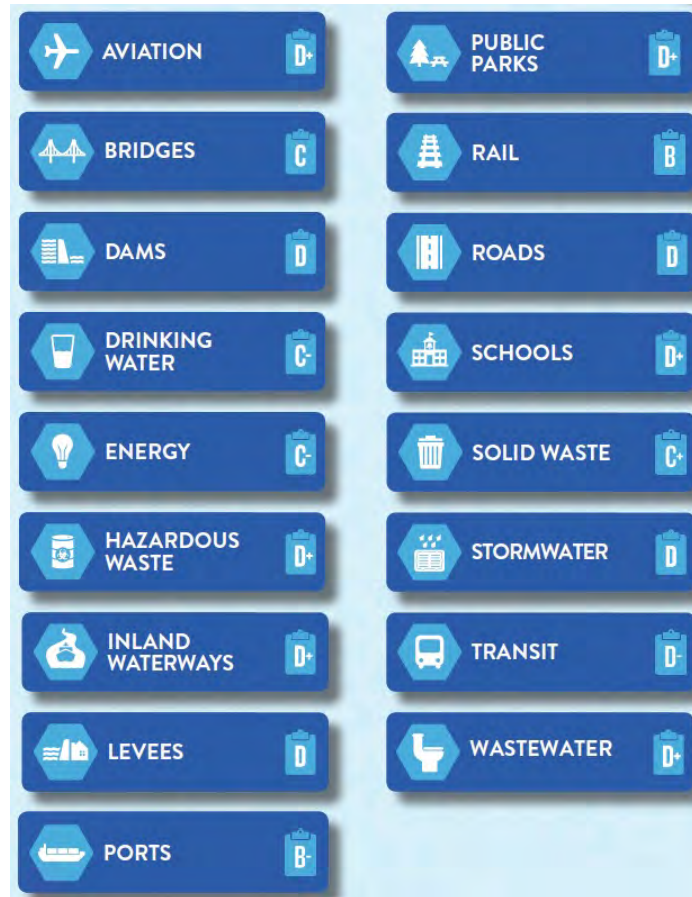 AVIATION D+
BRIDGES C
DAMS D
DRINKING
WATER C-
ENERGY C-
HAZARDOUS
WASTE D+
INLAND
WATERWAYS D+
LEVEES D
PORTS B-
PUBLIC
PARKS D+
RAIL B
ROADS D
SCHOOLS D+
SOLID WASTE C+
STORMWATER D
TRANSIT D-
WASTEWATER D+